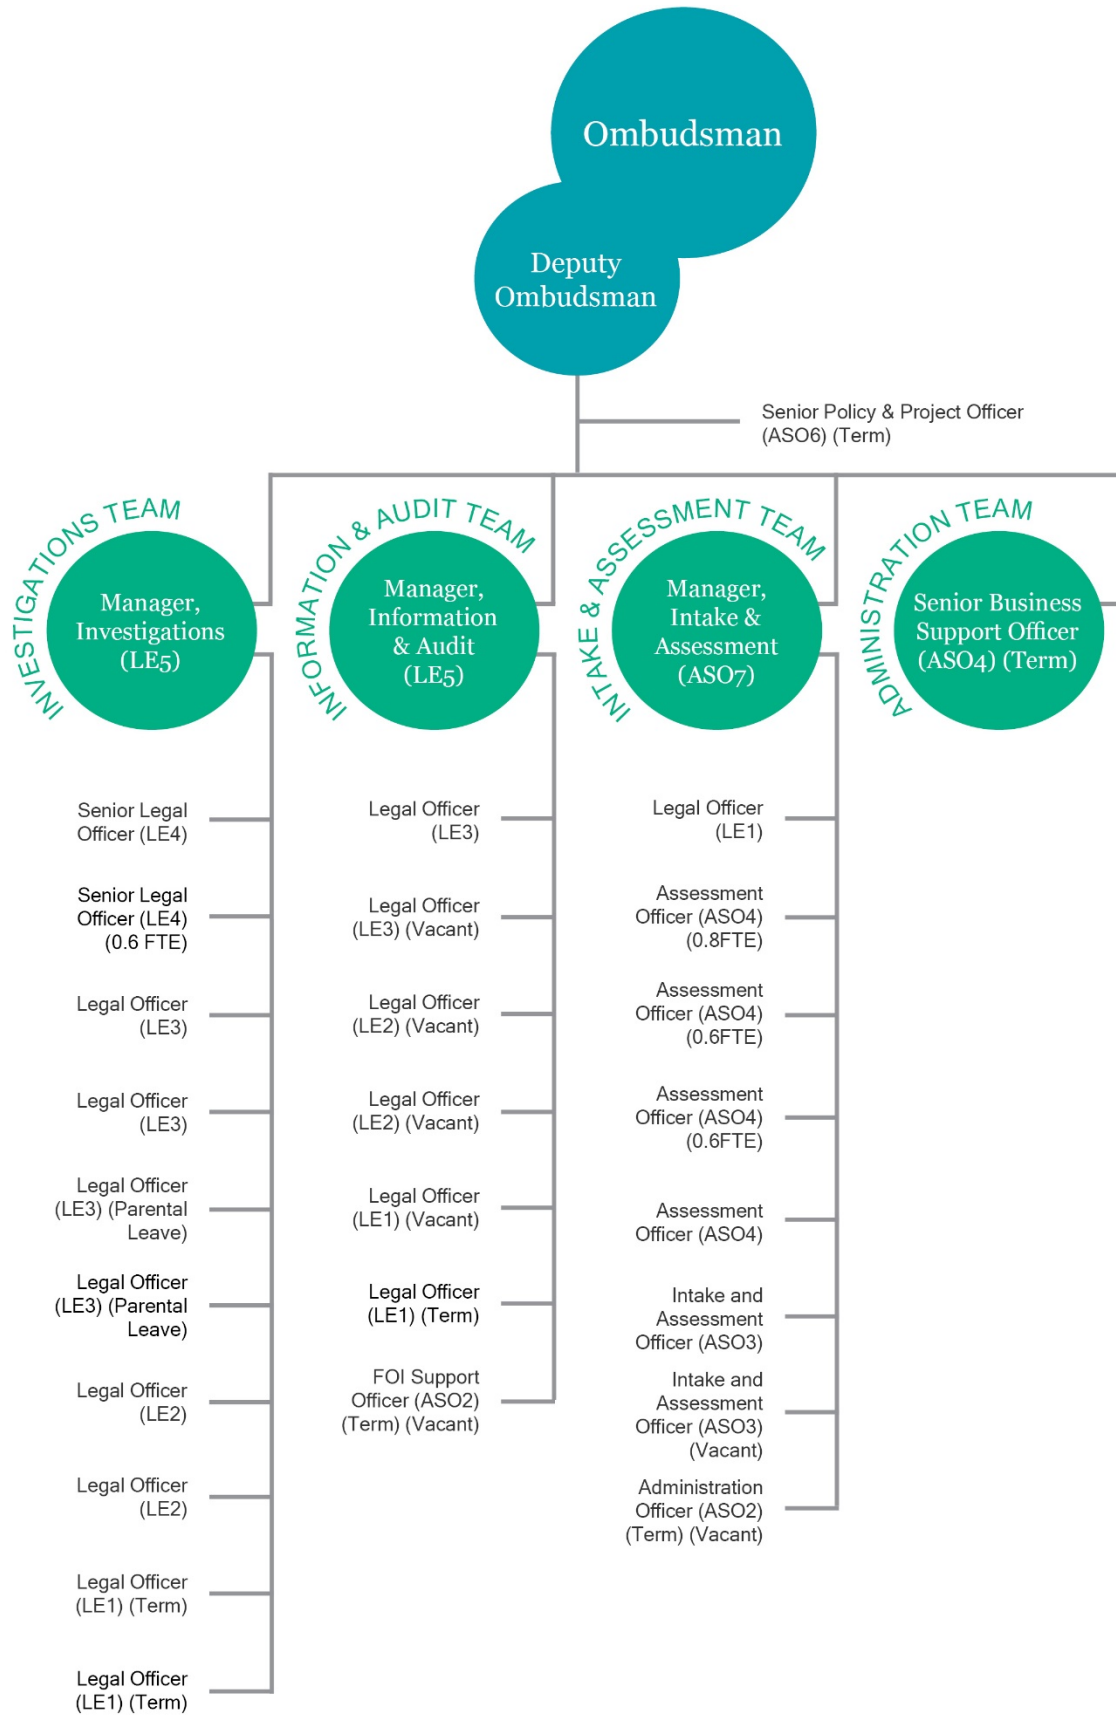 Ombudsman
Deputy
Ombudsman
Senior Policy & Project Officer
(ASO6) (Term)
INVESTIGATIONS TEAM
Manager,
Investigations
(LE5)
Senior Legal
Officer (LE4)
Senior Legal
Officer (LE4)
(0.6 FTE)
Legal Officer
(LE3)
Legal Officer
(LE3)
Legal Officer
(LE3) (Parental
Leave)
Legal Officer
(LE3) (Parental
Leave)
Legal Officer
(LE2)
Legal Officer
(LE2)
Legal Officer
(LE1) (Term)
Legal Officer
(LE1) (Term)
INFORMATION & AUDIT TEAM
Manager,
Information
& Audit
(LE5)
Legal Officer
(LE3)
Legal Officer
(LE3) (Vacant)
Legal Officer
(LE2) (Vacant)
Legal Officer
(LE2) (Vacant)
Legal Officer
(LE1) (Vacant)
Legal Officer
(LE1) (Term)
FOI Support
Officer (ASO2)
(Term) (Vacant)
INTAKE & ASSESSMENT TEAM
Manager,
Intake &
Assessment
(ASO7)
Legal Officer
(LE1)
Assessment
Officer (ASO4)
(0.8FTE)
Assessment
Officer (ASO4)
(0.6FTE)
Assessment
Officer (ASO4)
(0.6FTE)
Assessment
Officer (ASO4)
Intake and
Assessment
Officer (ASO3)
Intake and
Assessment
Officer (ASO3)
(Vacant)
Administration
Officer (ASO2)
(Term) (Vacant)
ADMINISTRATION TEAM
Senior Business
Support Officer
(ASO4) (Term)